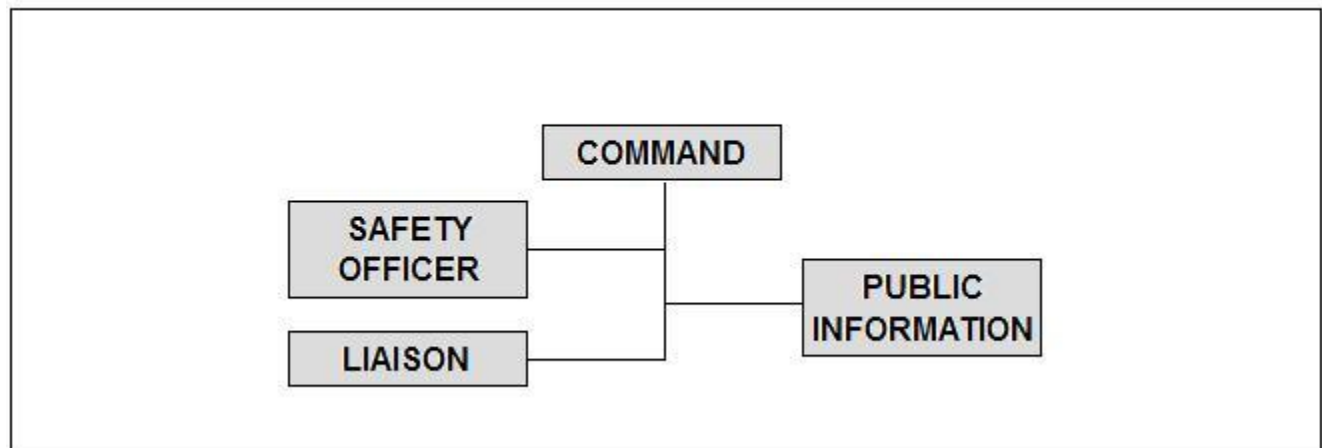 COMMAND
SAFETY
OFFICER
PUBLIC
INFORMATION
LIAISON